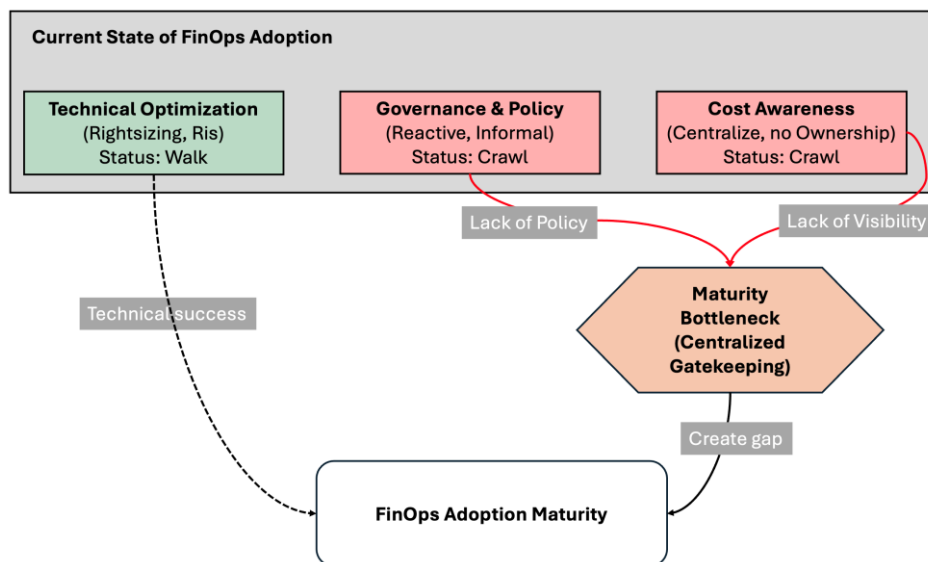 Current State of FinOps Adoption
Technical Optimization
(Rightsizing, Ris)
Status: Walk
Governance & Policy
(Reactive, Informal)
Status: Crawl
Cost Awareness
(Centralize, no Ownership)
Status: Crawl
Lack of Policy
Lack of Visibility
Technical success
Maturity
Bottleneck
(Centralized
Gatekeeping)
Create gap
FinOps Adoption Maturity